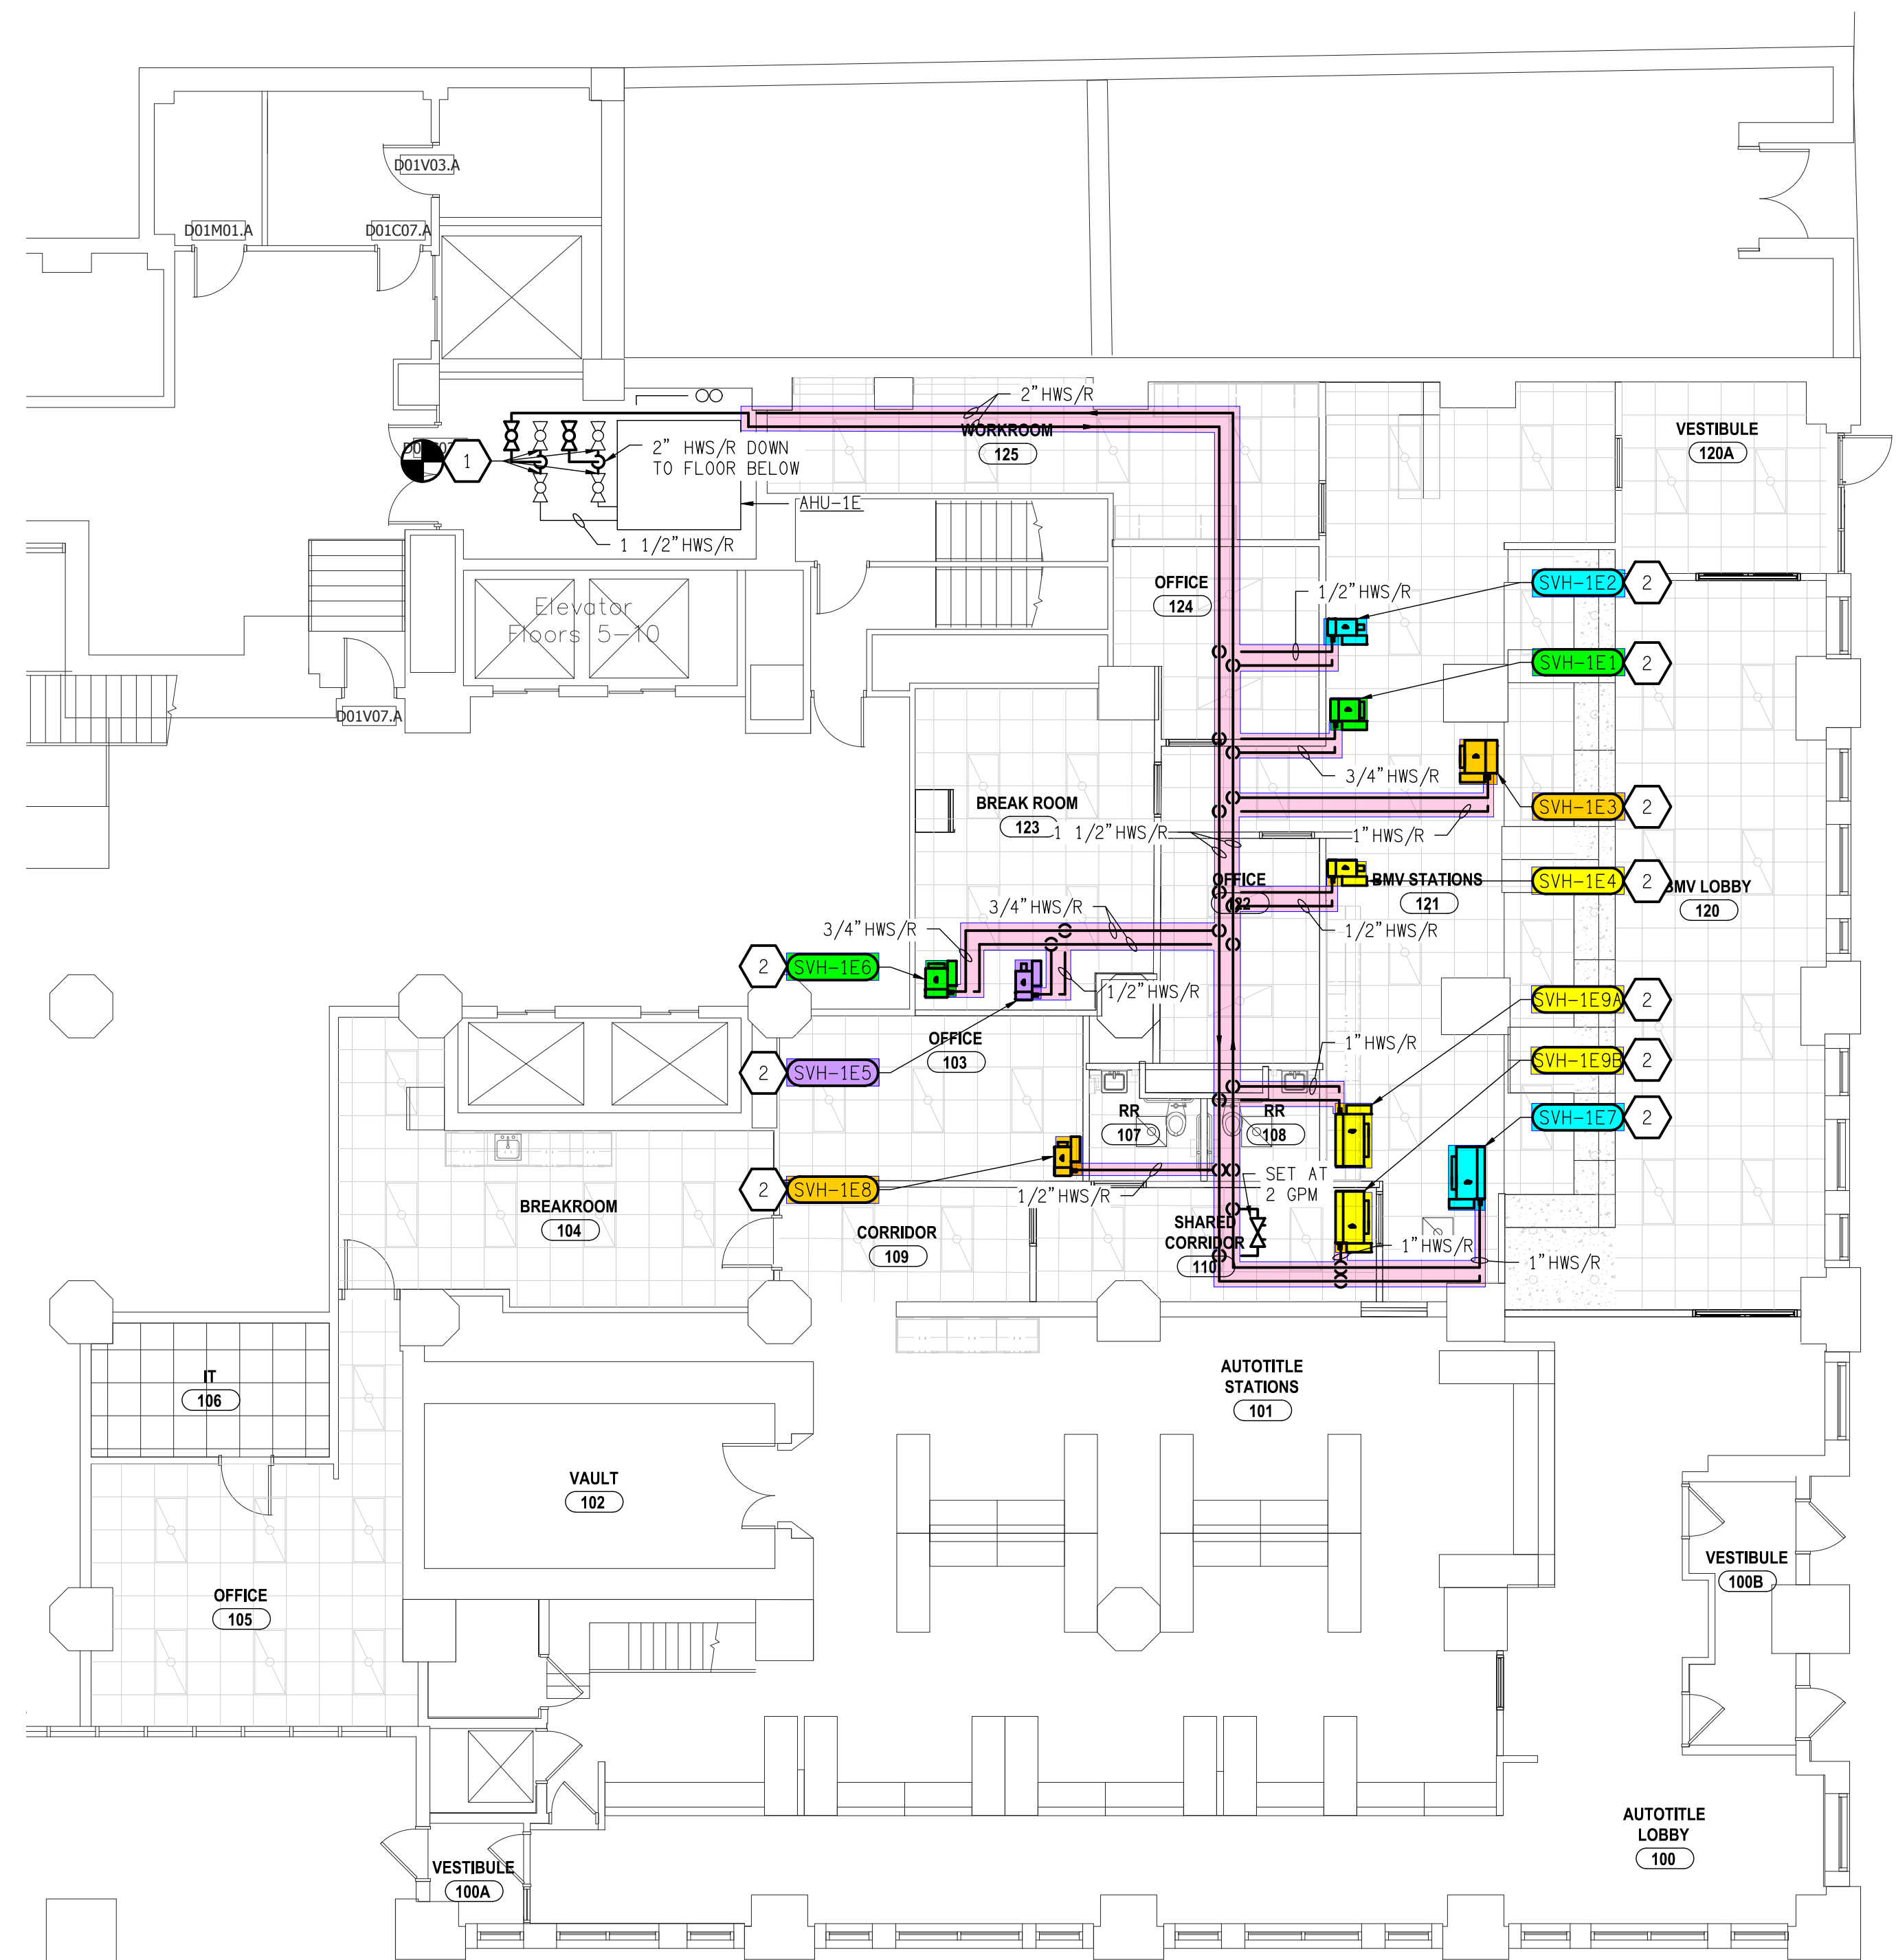 D01V03.A
D01M01.A
D01C07.A
2" HWS/R
WORKROOM
125
VESTIBULE
120A
1
2" HWS/R DOWN
TO FLOOR BELOW
AHU-1E
1 1/2" HWS/R
Elevator
Floors 5-10
OFFICE
124
1/2" HWS/R
SVH-1E2
2
SVH-1E1
2
D01V07.A
3/4" HWS/R
BREAK ROOM
123
1 1/2" HWS/R
1" HWS/R
SVH-1E3
2
OFFICE
122
BMV STATIONS
121
SVH-1E4
2
BMV LOBBY
120
3/4" HWS/R
3/4" HWS/R
1/2" HWS/R
2
SVH-1E6
1/2" HWS/R
SVH-1E9A
2
OFFICE
103
1" HWS/R
SVH-1E9B
2
2
SVH-1E5
RR
107
RR
108
SVH-1E7
2
2
SVH-1E8
1/2" HWS/R
SET AT
2 GPM
BREAKROOM
104
CORRIDOR
109
SHARED
CORRIDOR
110
1" HWS/R
1" HWS/R
IT
106
AUTOTITLE
STATIONS
101
VAULT
102
VESTIBULE
100B
OFFICE
105
AUTOTITLE
LOBBY
100
VESTIBULE
100A